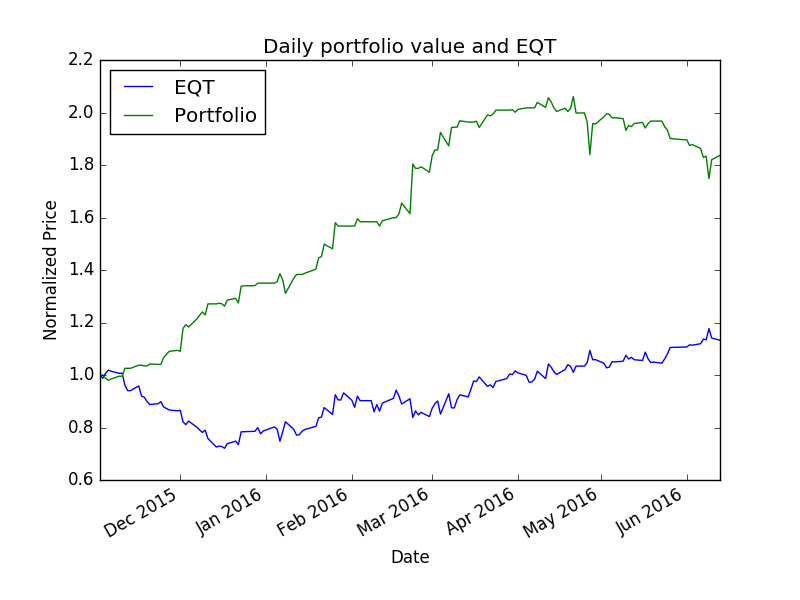 Daily portfolio value and EQT
2.2
2.0
1.8
1.6
1.4
1.2
1.0
0.8
0.6
Normalized Price
EQT
Portfolio
Dec 2015
Jan 2016
Feb 2016
Mar 2016
Apr 2016
May 2016
Jun 2016
Date